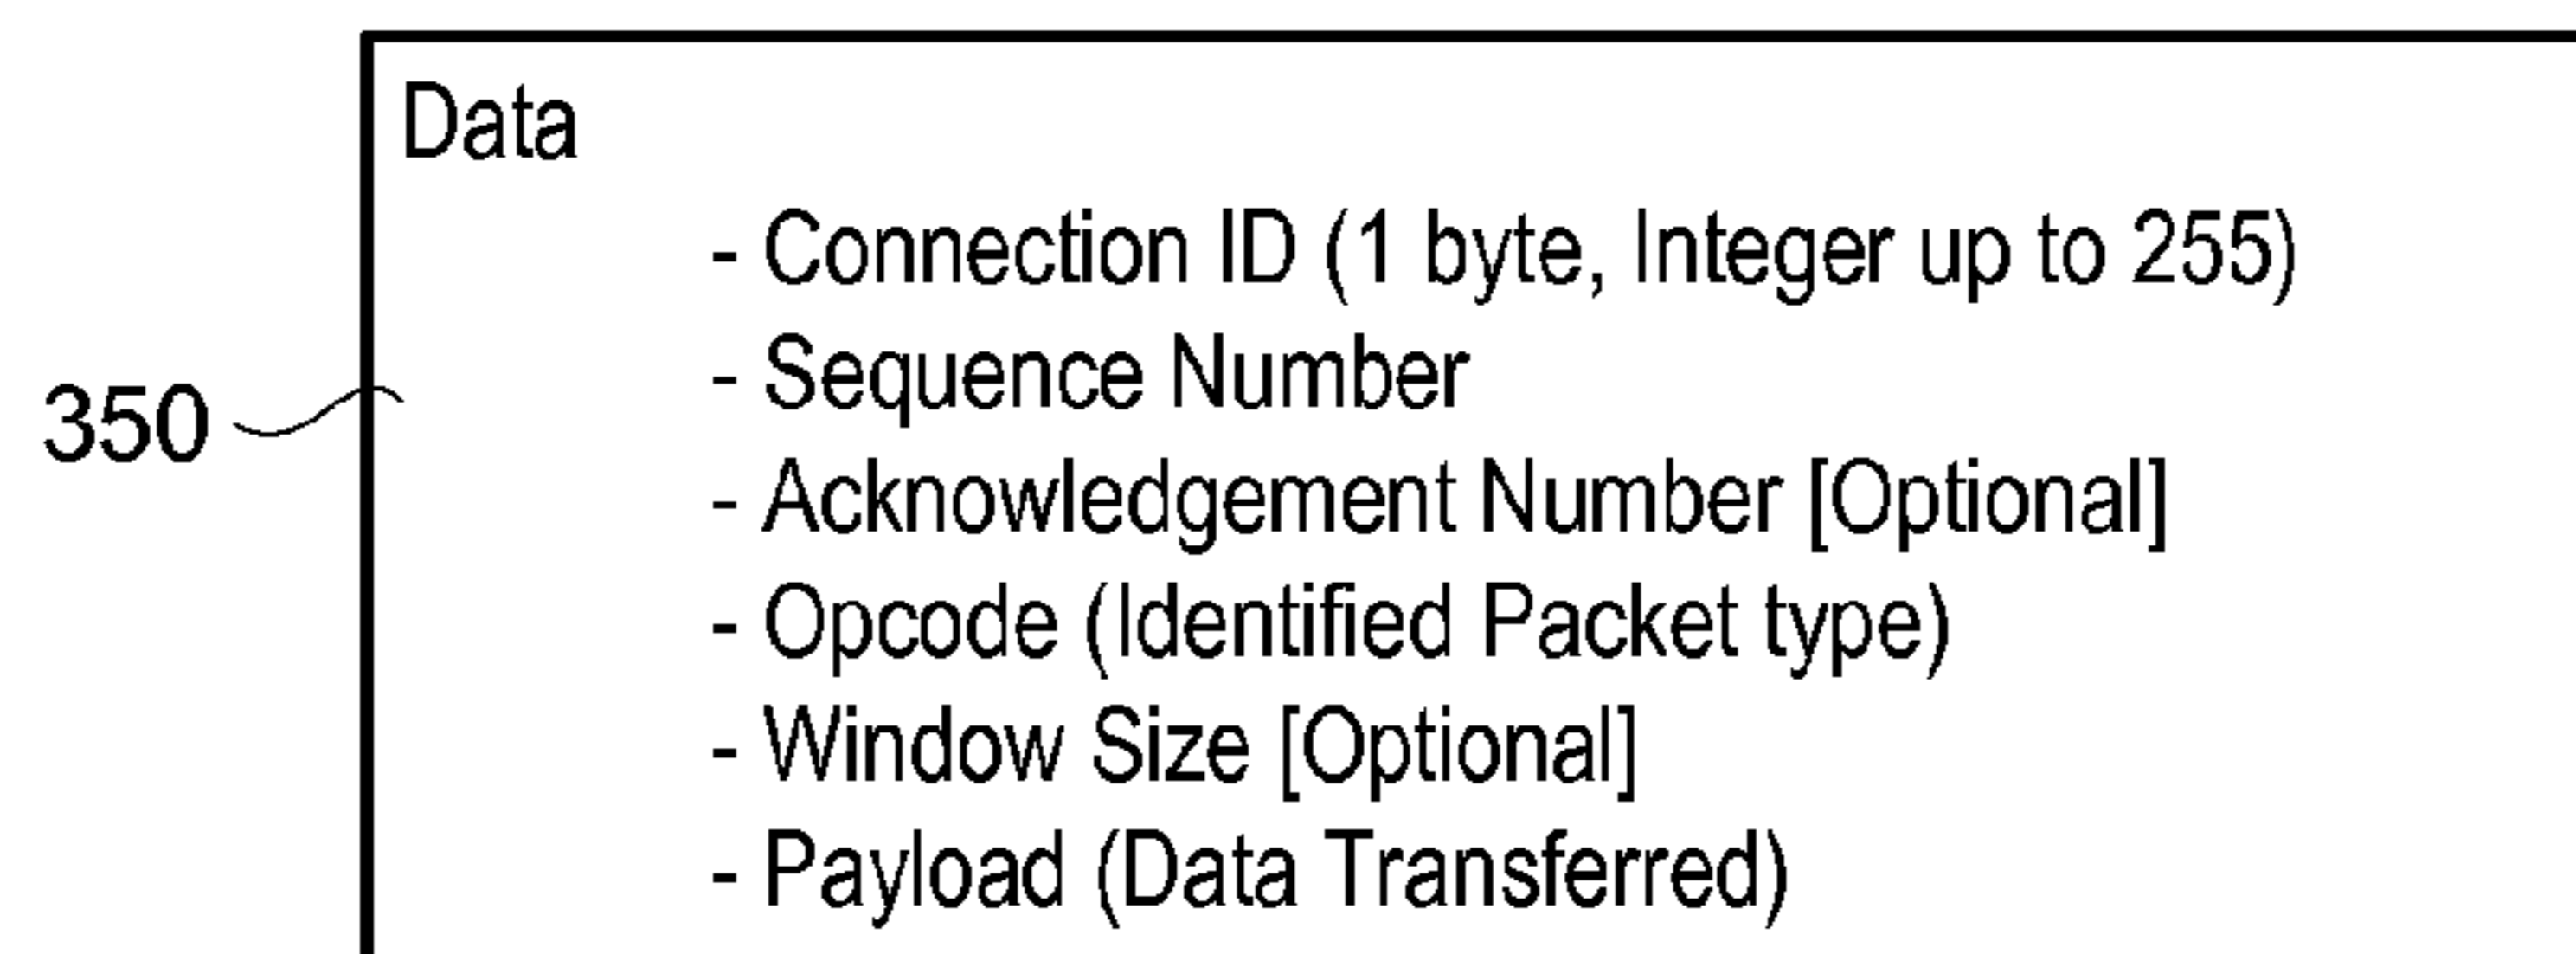 Data
- Connection ID (1 byte, Integer up to 255)
- Sequence Number
350
- Acknowledgement Number [Optional]
- Opcode (Identified Packet type)
- Window Size [Optional]
- Payload (Data Transferred)